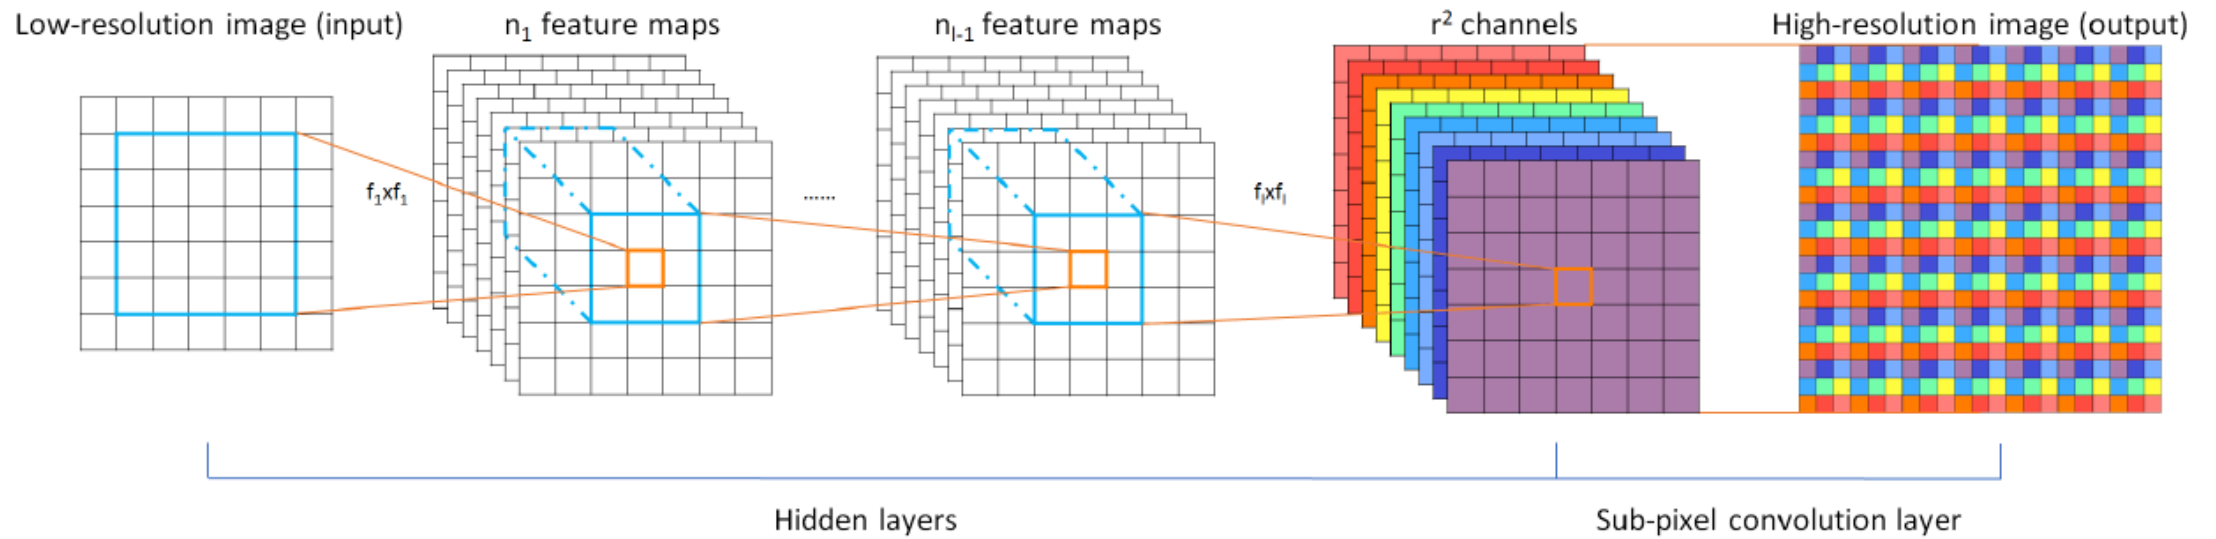 Low-resolution image (input)
n₁ feature maps
nₗ₋₁ feature maps
r² channels
High-resolution image (output)
f₁xf₁
......
fₗxfₗ
Hidden layers
Sub-pixel convolution layer